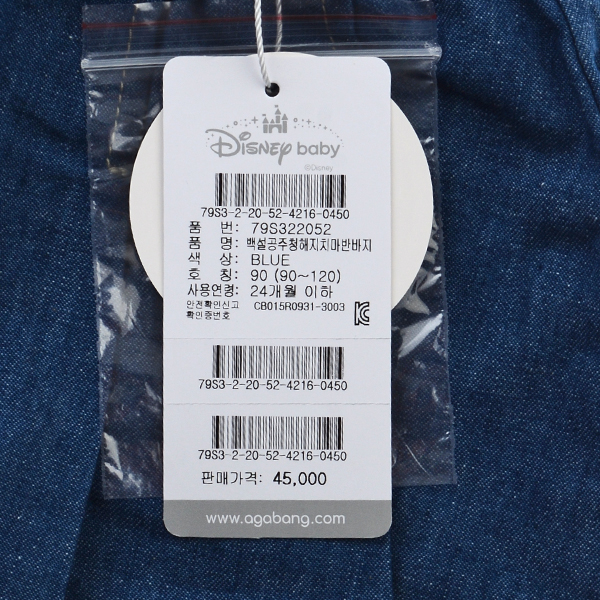 Disney baby
©Disney
79S3-2-20-52-4216-0450
품 번: 79S322052
품 명: 백설공주청해지치마반바지
색 상: BLUE
호 칭: 90 (90~120)
사용연령: 24개월 이하
안전확인신고 CB015R0931-3003
확인증번호
79S3-2-20-52-4216-0450
79S3-2-20-52-4216-0450
판매가격: 45,000
www.agabang.com